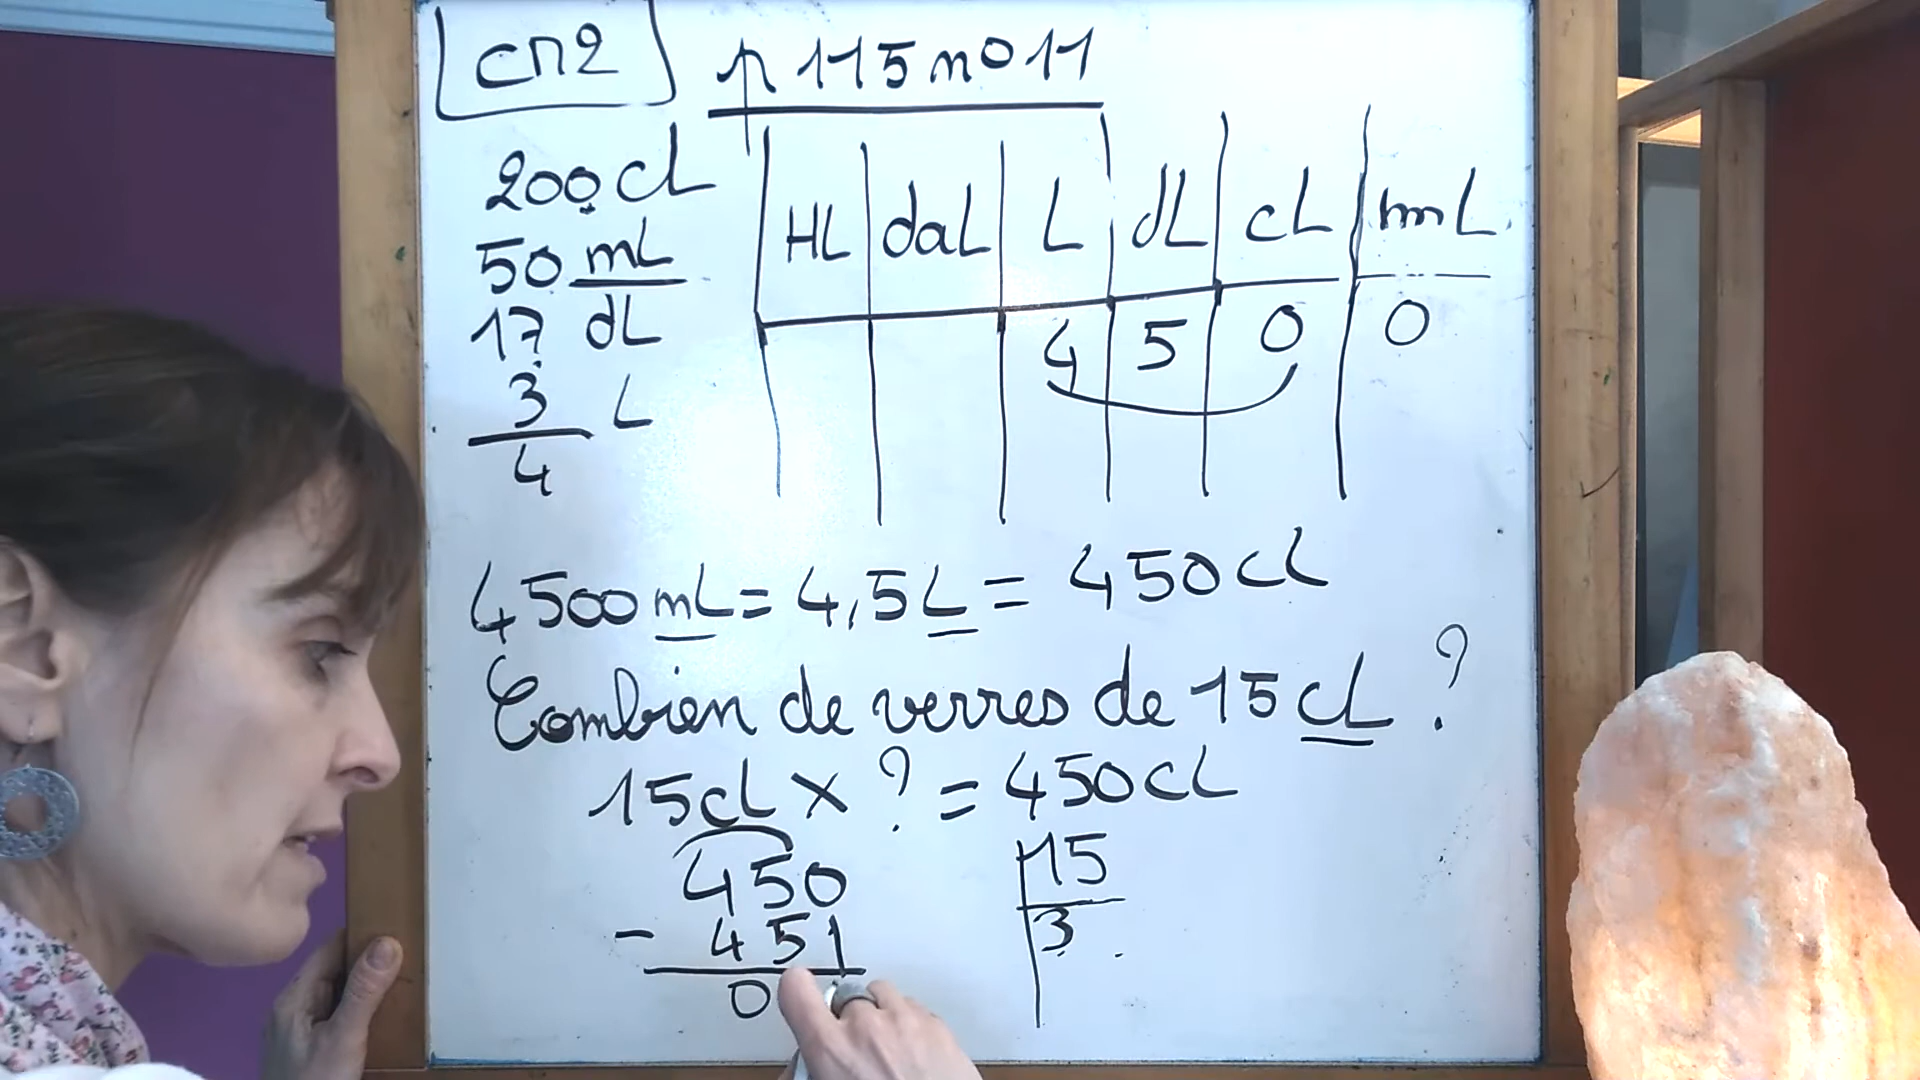 CM2
p 115 n° 11
200 cL
50 mL
17 dL
3 L
4
HL daL L dL cL mL
4 5 0 0
4500 mL = 4,5 L = 450 cL
Combien de verres de 15 cL ?
15 cL × ? = 450 cL
450 15
- 45 3 .
0